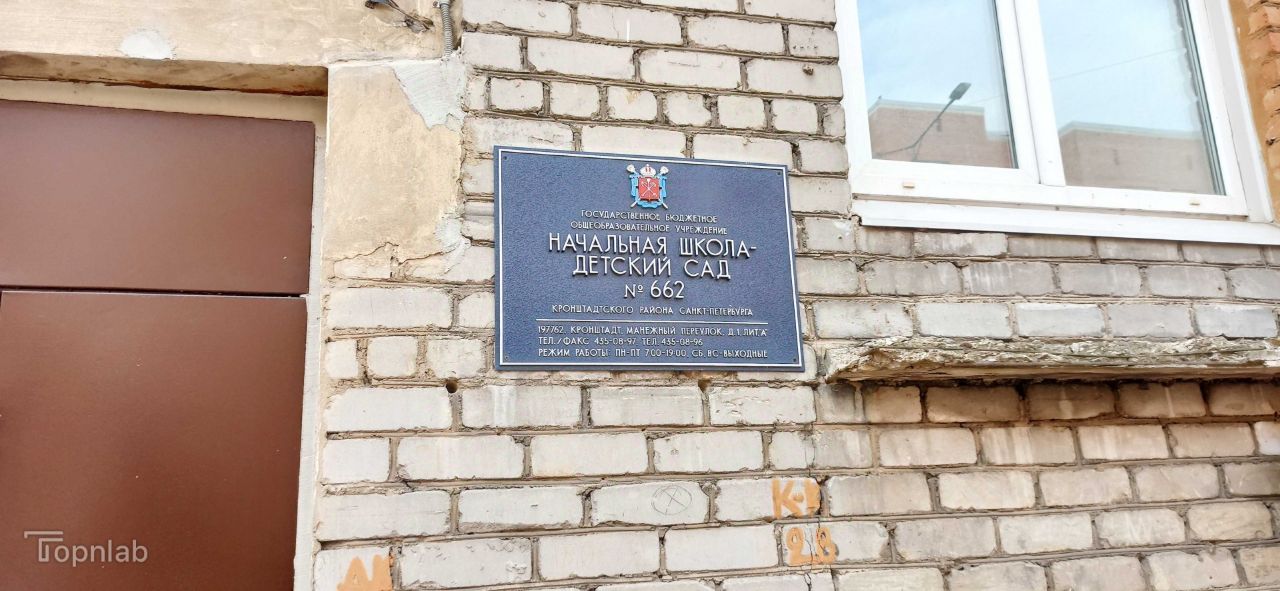 ГОСУДАРСТВЕННОЕ БЮДЖЕТНОЕ
ОБЩЕОБРАЗОВАТЕЛЬНОЕ УЧРЕЖДЕНИЕ
НАЧАЛЬНАЯ ШКОЛА-
ДЕТСКИЙ САД
№ 662
КРОНШТАДТСКОГО РАЙОНА САНКТ-ПЕТЕРБУРГА
197762, КРОНШТАДТ, МАНЕЖНЫЙ ПЕРЕУЛОК, Д.1, ЛИТ."А"
ТЕЛ./ФАКС 435-08-97, ТЕЛ. 435-08-96
РЕЖИМ РАБОТЫ: ПН-ПТ 7.00-19.00, СБ, ВС-ВЫХОДНЫЕ
К-1
28
Topnlab